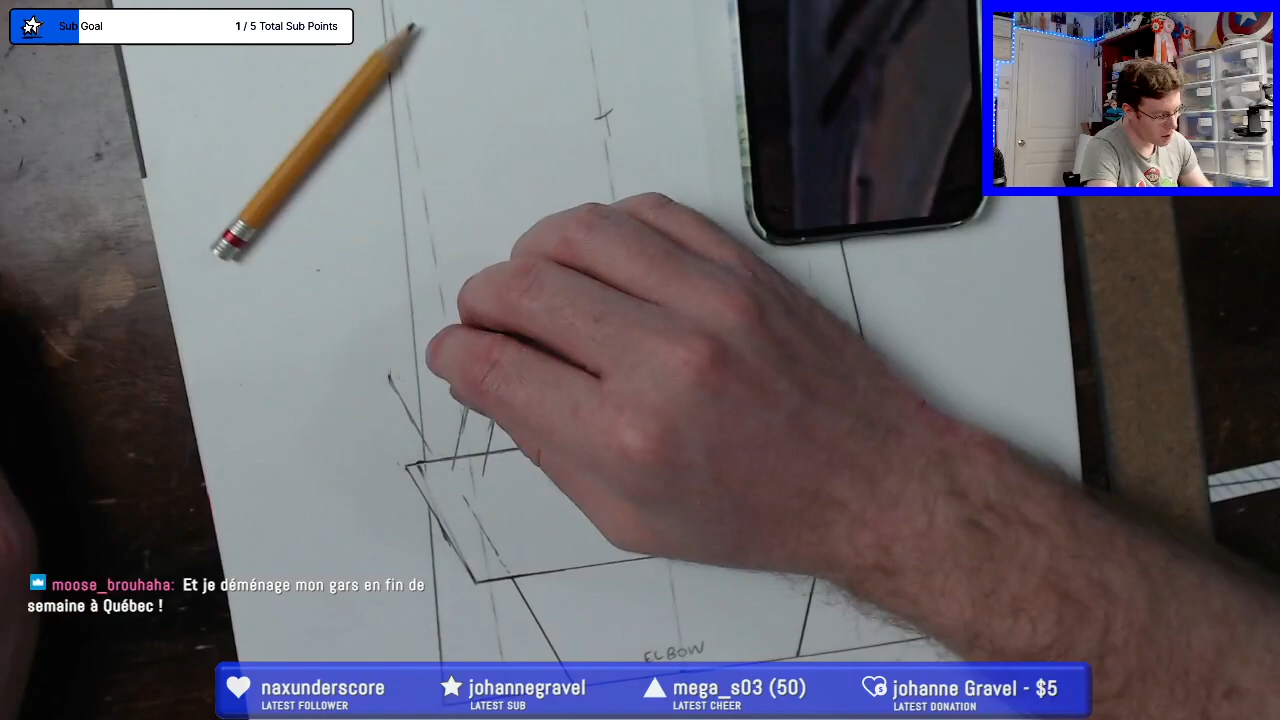 Sub Goal
1 / 5 Total Sub Points
moose_brouhaha: Et je déménage mon gars en fin de
semaine à Québec !
ELBOW
naxunderscore
LATEST FOLLOWER
johannegravel
LATEST SUB
mega_s03 (50)
LATEST CHEER
johanne Gravel - $5
LATEST DONATION